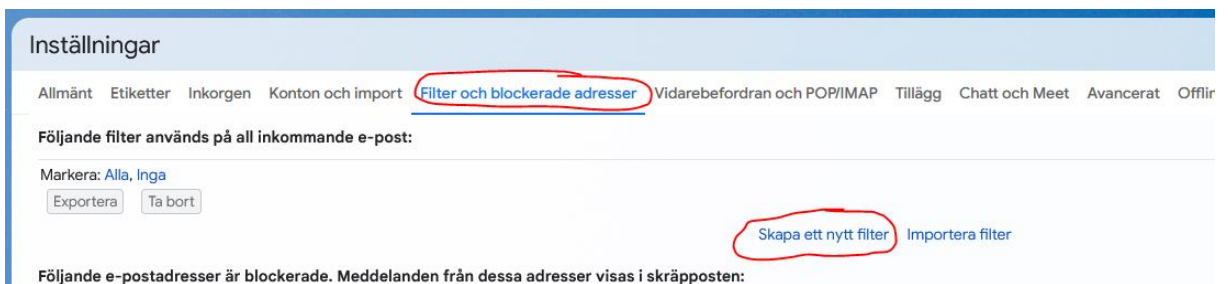 Inställningar
Allmänt Etiketter Inkorgen Konton och import Filter och blockerade adresser Vidarebefordran och POP/IMAP Tillägg Chatt och Meet Avancerat
Följande filter används på all inkommande e-post:
Markera: Alla, Inga
Exportera Ta bort
Skapa ett nytt filter Importera filter
Följande e-postadresser är blockerade. Meddelanden från dessa adresser visas i skräpposten: